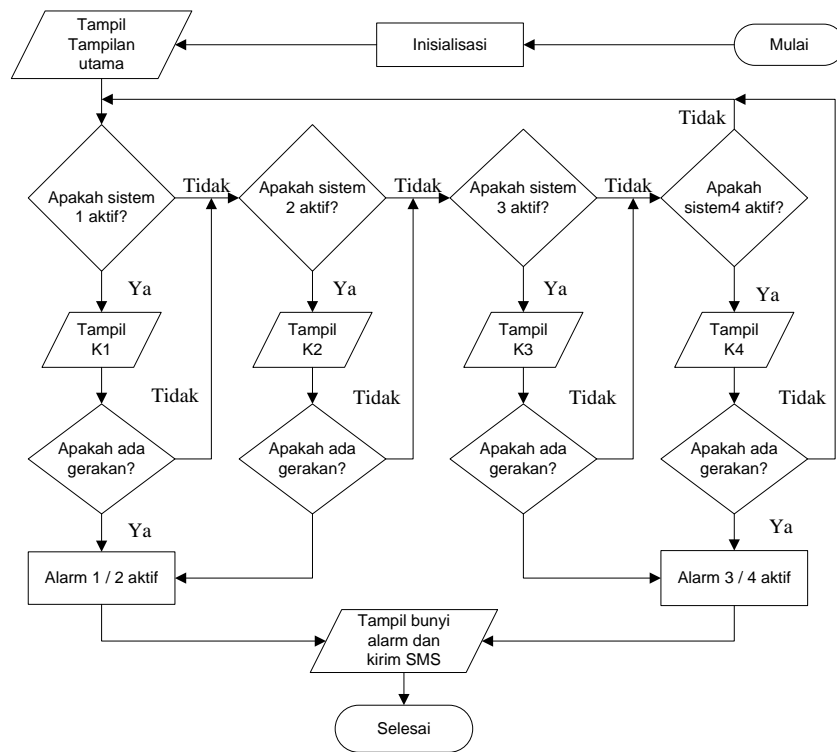 Tampil
Tampilan
utama
Inisialisasi
Mulai
Tidak
Apakah sistem
1 aktif?
Tidak
Apakah sistem
2 aktif?
Tidak
Apakah sistem
3 aktif?
Tidak
Apakah
sistem4 aktif?
Ya
Ya
Ya
Ya
Tampil
K1
Tampil
K2
Tampil
K3
Tampil
K4
Tidak
Tidak
Tidak
Tidak
Apakah ada
gerakan?
Apakah ada
gerakan?
Apakah ada
gerakan?
Apakah ada
gerakan?
Ya
Ya
Alarm 1 / 2 aktif
Alarm 3 / 4 aktif
Tampil bunyi
alarm dan
kirim SMS
Selesai